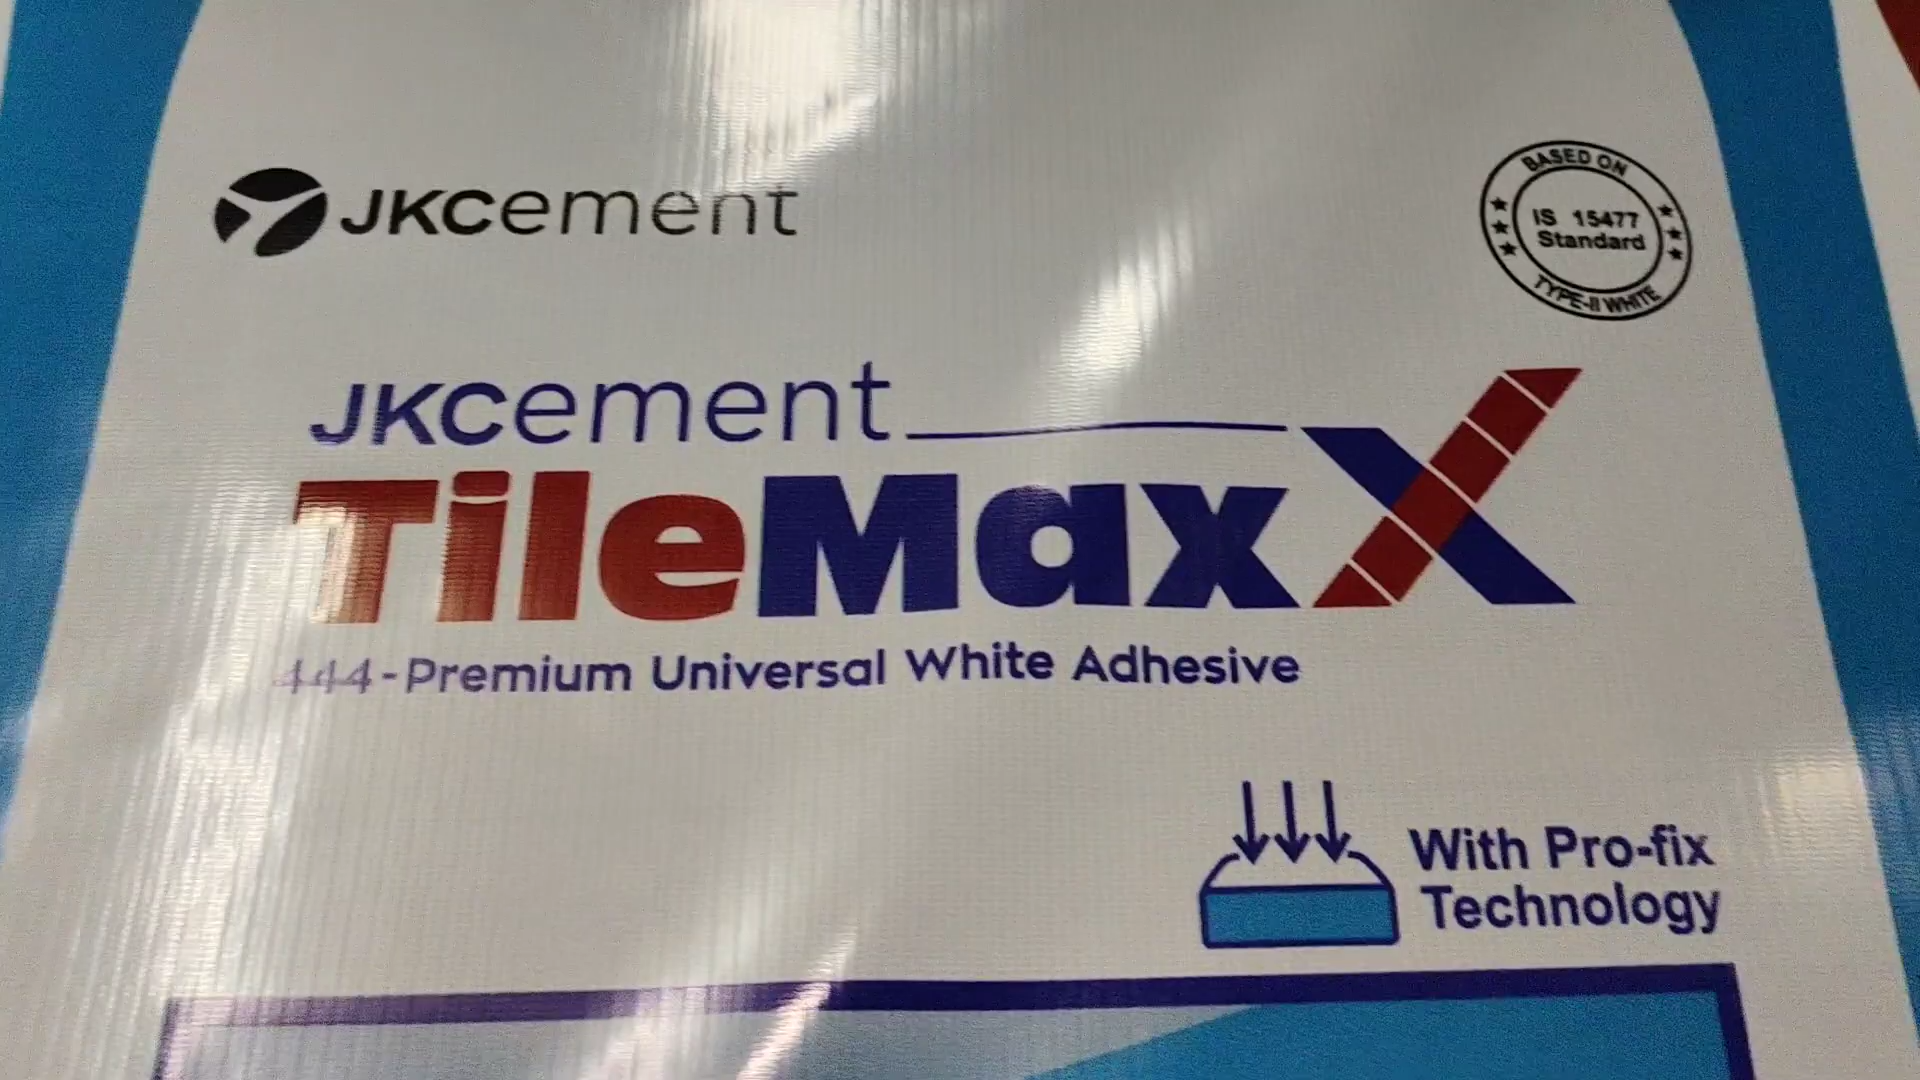 JKCement
BASED ON
IS 15477
Standard
TYPE-II WHITE
JKCement
TileMaxX
444-Premium Universal White Adhesive
With Pro-fix
Technology